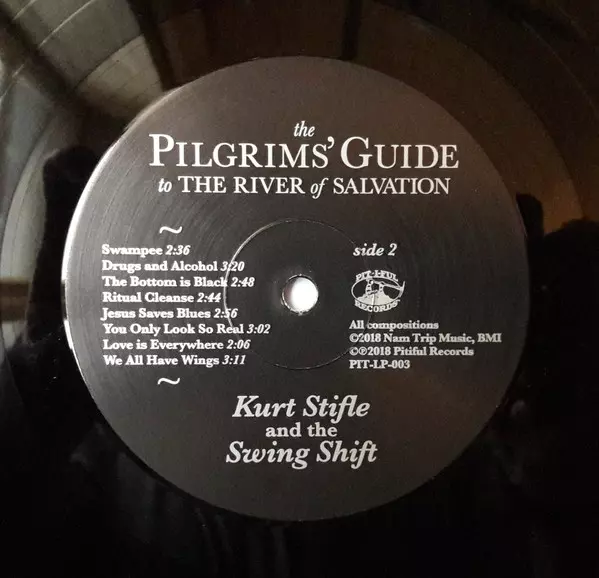 the
PILGRIMS' GUIDE
to THE RIVER of SALVATION
~
Swampee 2:36
Drugs and Alcohol 3:20
The Bottom is Black 2:48
Ritual Cleanse 2:44
Jesus Saves Blues 2:56
You Only Look So Real 3:02
Love is Everywhere 2:06
We All Have Wings 3:11
~
side 2
PIT-I-FUL
RECORDS
All compositions
©2018 Nam Trip Music, BMI
©℗2018 Pitiful Records
PIT-LP-003
Kurt Stifle
and the
Swing Shift